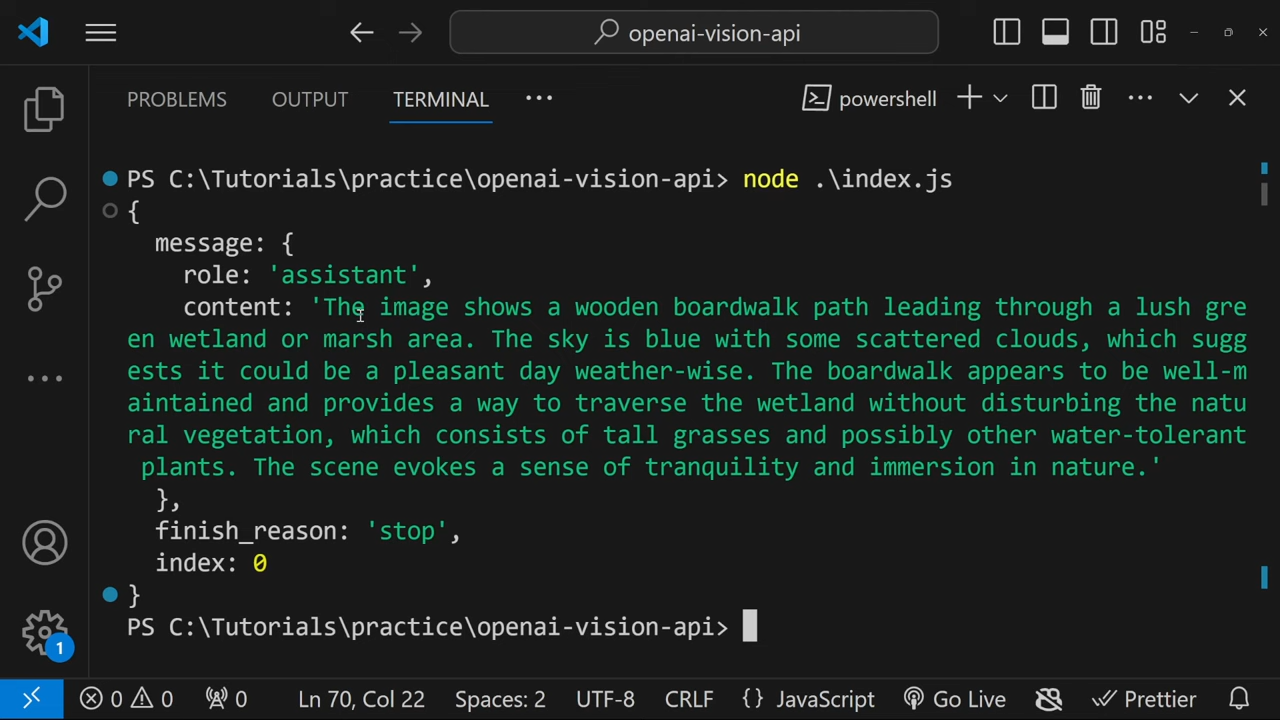 openai-vision-api
PROBLEMS OUTPUT TERMINAL ··· powershell
PS C:\Tutorials\practice\openai-vision-api> node .\index.js
{
message: {
role: 'assistant',
content: 'The image shows a wooden boardwalk path leading through a lush gre
en wetland or marsh area. The sky is blue with some scattered clouds, which sugg
ests it could be a pleasant day weather-wise. The boardwalk appears to be well-m
aintained and provides a way to traverse the wetland without disturbing the natu
ral vegetation, which consists of tall grasses and possibly other water-tolerant
plants. The scene evokes a sense of tranquility and immersion in nature.'
},
finish_reason: 'stop',
index: 0
}
PS C:\Tutorials\practice\openai-vision-api>
1
0 0 0 Ln 70, Col 22 Spaces: 2 UTF-8 CRLF {} JavaScript Go Live Prettier